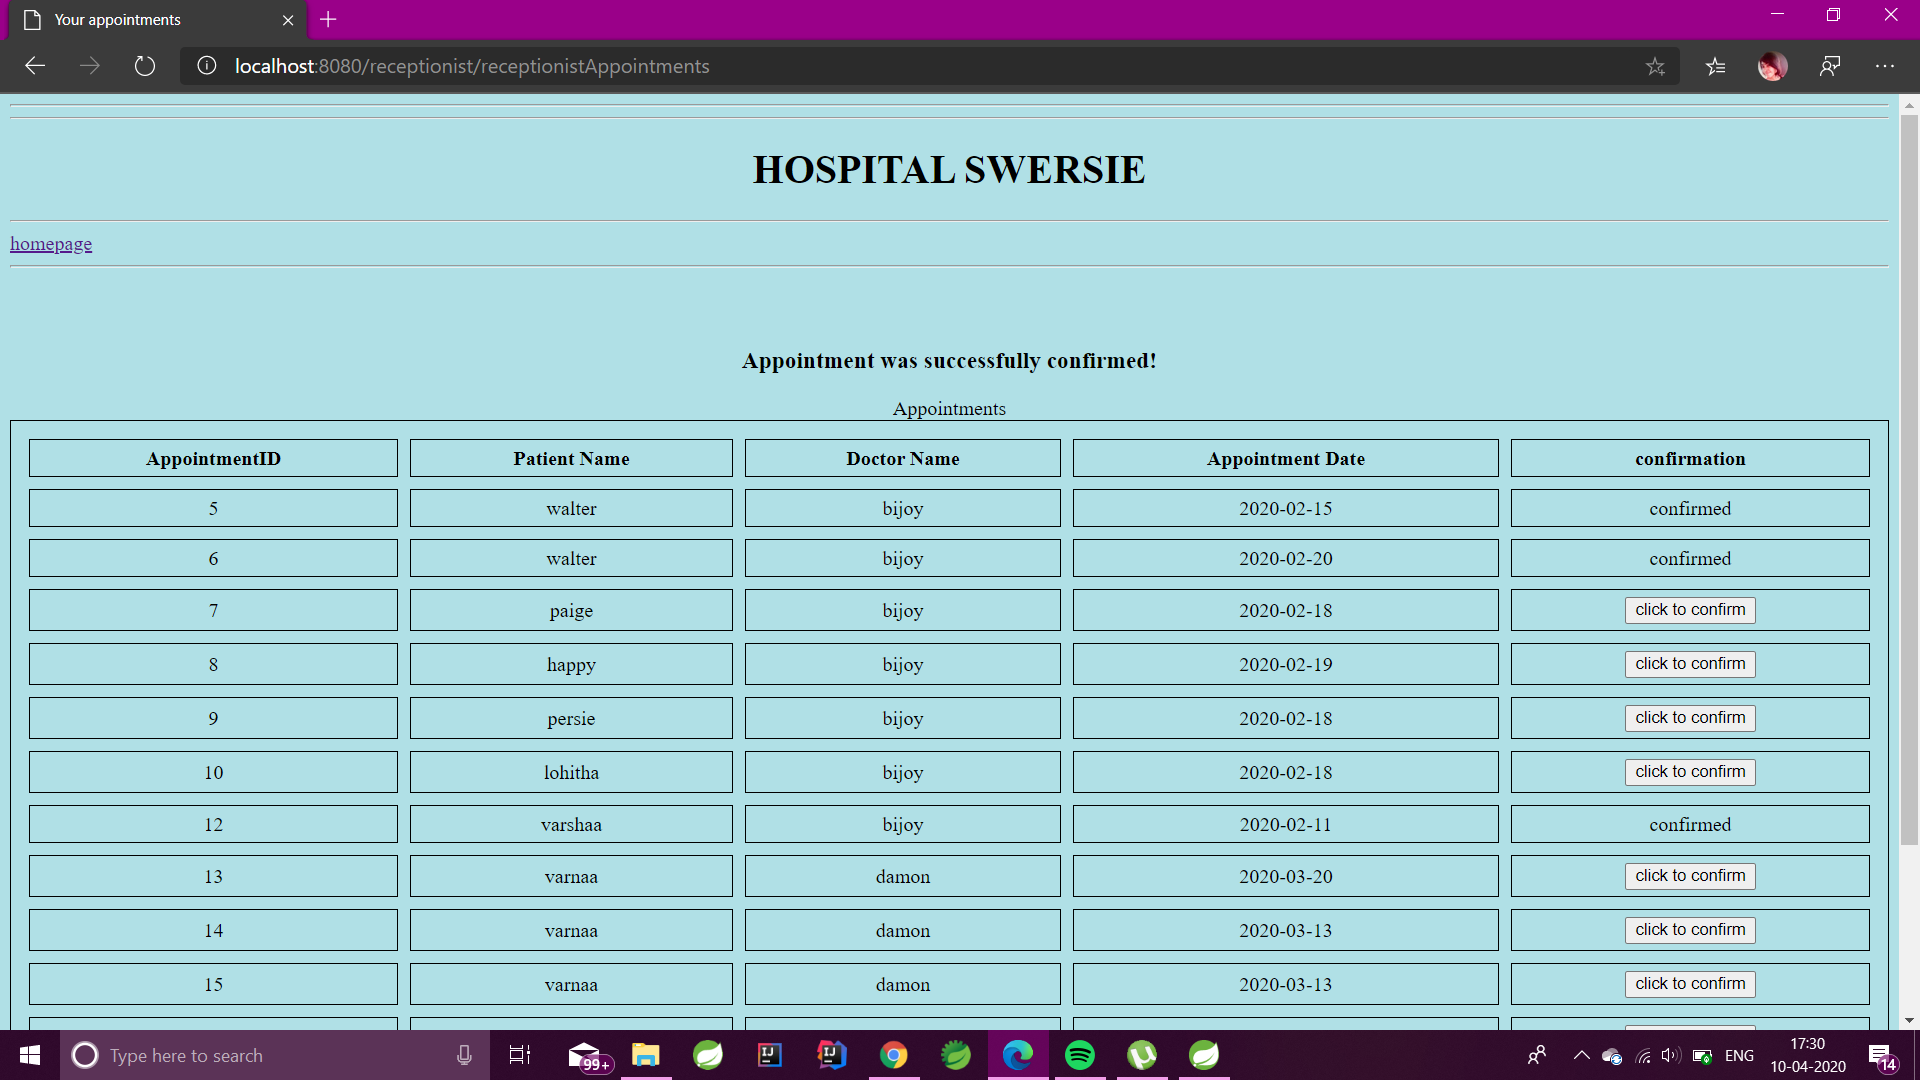 Your appointments
localhost:8080/receptionist/receptionistAppointments
HOSPITAL SWERSIE
homepage
Appointment was successfully confirmed!
Appointments
AppointmentID Patient Name Doctor Name Appointment Date confirmation
5 walter bijoy 2020-02-15 confirmed
6 walter bijoy 2020-02-20 confirmed
7 paige bijoy 2020-02-18 click to confirm
8 happy bijoy 2020-02-19 click to confirm
9 persie bijoy 2020-02-18 click to confirm
10 lohitha bijoy 2020-02-18 click to confirm
12 varshaa bijoy 2020-02-11 confirmed
13 varnaa damon 2020-03-20 click to confirm
14 varnaa damon 2020-03-13 click to confirm
15 varnaa damon 2020-03-13 click to confirm
Type here to search 99+ IJ IJ ENG 17:30
10-04-2020 14